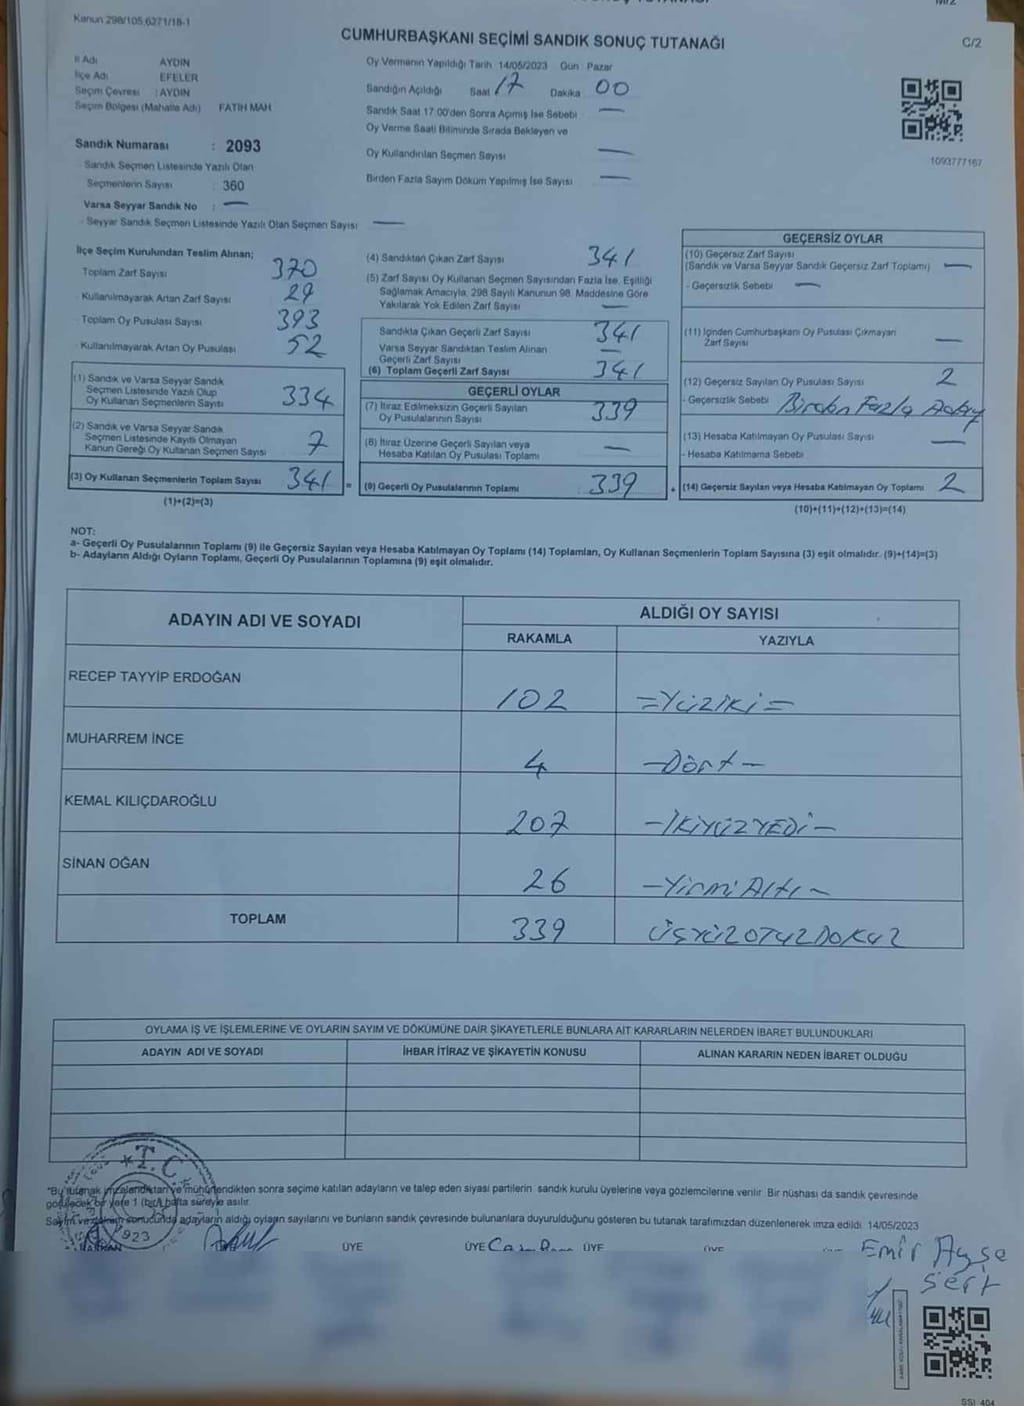 Kanun 298/105,6271/18-1
CUMHURBAŞKANI SEÇİMİ SANDIK SONUÇ TUTANAĞI
C/2
İl Adı AYDIN
İlçe Adı EFELER
Seçim Çevresi : AYDIN
Seçim Bölgesi (Mahalle Adı) FATİH MAH
Sandık Numarası : 2093
Sandık Seçmen Listesinde Yazılı Olan
Seçmenlerin Sayısı : 360
Varsa Seyyar Sandık No : —
- Seyyar Sandık Seçmen Listesinde Yazılı Olan Seçmen Sayısı —
Oy Vermenin Yapıldığı Tarih 14/05/2023 Gün Pazar
Sandığın Açıldığı Saat 17 Dakika 00
Sandık Saat 17.00'den Sonra Açımış İse Sebebi —
Oy Verme Saati Bitiminde Sırada Bekleyen ve
Oy Kullandırılan Seçmen Sayısı —
Birden Fazla Sayım Döküm Yapılmış İse Sayısı —
1093777167
İlçe Seçim Kurulundan Teslim Alınan;
Toplam Zarf Sayısı 370
- Kullanılmayarak Artan Zarf Sayısı 29
Toplam Oy Pusulası Sayısı 393
- Kullanılmayarak Artan Oy Pusulası 52
(1) Sandık ve Varsa Seyyar Sandık
Seçmen Listesinde Yazılı Olup
Oy Kullanan Seçmenlerin Sayısı 334
(2) Sandık ve Varsa Seyyar Sandık
Seçmen Listesinde Kayıtlı Olmayan
Kanun Gereği Oy Kullanan Seçmen Sayısı 7
(3) Oy Kullanan Seçmenlerin Toplam Sayısı 341 =
(1)+(2)=(3)
(4) Sandıktan Çıkan Zarf Sayısı 341
(5) Zarf Sayısı Oy Kullanan Seçmen Sayısından Fazla İse, Eşitliği
Sağlamak Amacıyla, 298 Sayılı Kanunun 98. Maddesine Göre
Yakılarak Yok Edilen Zarf Sayısı —
Sandıkta Çıkan Geçerli Zarf Sayısı 341
Varsa Seyyar Sandıktan Teslim Alınan
Geçerli Zarf Sayısı —
(6) Toplam Geçerli Zarf Sayısı 341
GEÇERLİ OYLAR
(7) İtiraz Edilmeksizin Geçerli Sayılan
Oy Pusulalarının Sayısı 339
(8) İtiraz Üzerine Geçerli Sayılan veya
Hesaba Katılan Oy Pusulası Toplamı —
(9) Geçerli Oy Pusulalarının Toplamı 339 +
GEÇERSİZ OYLAR
(10) Geçersiz Zarf Sayısı
(Sandık ve Varsa Seyyar Sandık Geçersiz Zarf Toplamı) —
- Geçersizlik Sebebi —
(11) İçinden Cumhurbaşkanı Oy Pusulası Çıkmayan
Zarf Sayısı —
(12) Geçersiz Sayılan Oy Pusulası Sayısı 2
- Geçersizlik Sebebi Birden Fazla Aday
(13) Hesaba Katılmayan Oy Pusulası Sayısı —
- Hesaba Katılmama Sebebi
(14) Geçersiz Sayılan veya Hesaba Katılmayan Oy Toplamı 2
(10)+(11)+(12)+(13)=(14)
NOT:
a- Geçerli Oy Pusulalarının Toplamı (9) ile Geçersiz Sayılan veya Hesaba Katılmayan Oy Toplamı (14) Toplamları, Oy Kullanan Seçmenlerin Toplam Sayısına (3) eşit olmalıdır. (9)+(14)=(3)
b- Adayların Aldığı Oyların Toplamı, Geçerli Oy Pusulalarının Toplamına (9) eşit olmalıdır.
ADAYIN ADI VE SOYADI ALDIĞI OY SAYISI
RAKAMLA YAZIYLA
RECEP TAYYİP ERDOĞAN 102 =Yüziki=
MUHARREM İNCE 4 -Dört-
KEMAL KILIÇDAROĞLU 207 -İKİYÜZYEDİ-
SİNAN OĞAN 26 -Yirmi Altı-
TOPLAM 339 ÜÇYÜZOTUZDOKUZ
OYLAMA İŞ VE İŞLEMLERİNE VE OYLARIN SAYIM VE DÖKÜMÜNE DAİR ŞİKAYETLERLE BUNLARA AİT KARARLARIN NELERDEN İBARET BULUNDUKLARI
ADAYIN ADI VE SOYADI İHBAR İTİRAZ VE ŞİKAYETİN KONUSU ALINAN KARARIN NEDEN İBARET OLDUĞU
T.C.
1923
"Bu tutanak imzalandıktan ve mühürlendikten sonra seçime katılan adayların ve talep eden siyasi partilerin sandık kurulu üyelerine veya gözlemcilerine verilir. Bir nüshası da sandık çevresinde
görülecek bir yere 1 (bir) hafta süreyle asılır.
Sayım ve döküm sonucunda adayların aldığı oyların sayılarını ve bunların sandık çevresinde bulunanlara duyurulduğunu gösteren bu tutanak tarafımızdan düzenlenerek imza edildi. 14/05/2023
BAŞKAN ÜYE ÜYE ÜYE ÜYE
Emir Ayşe
Sert
SSI 404